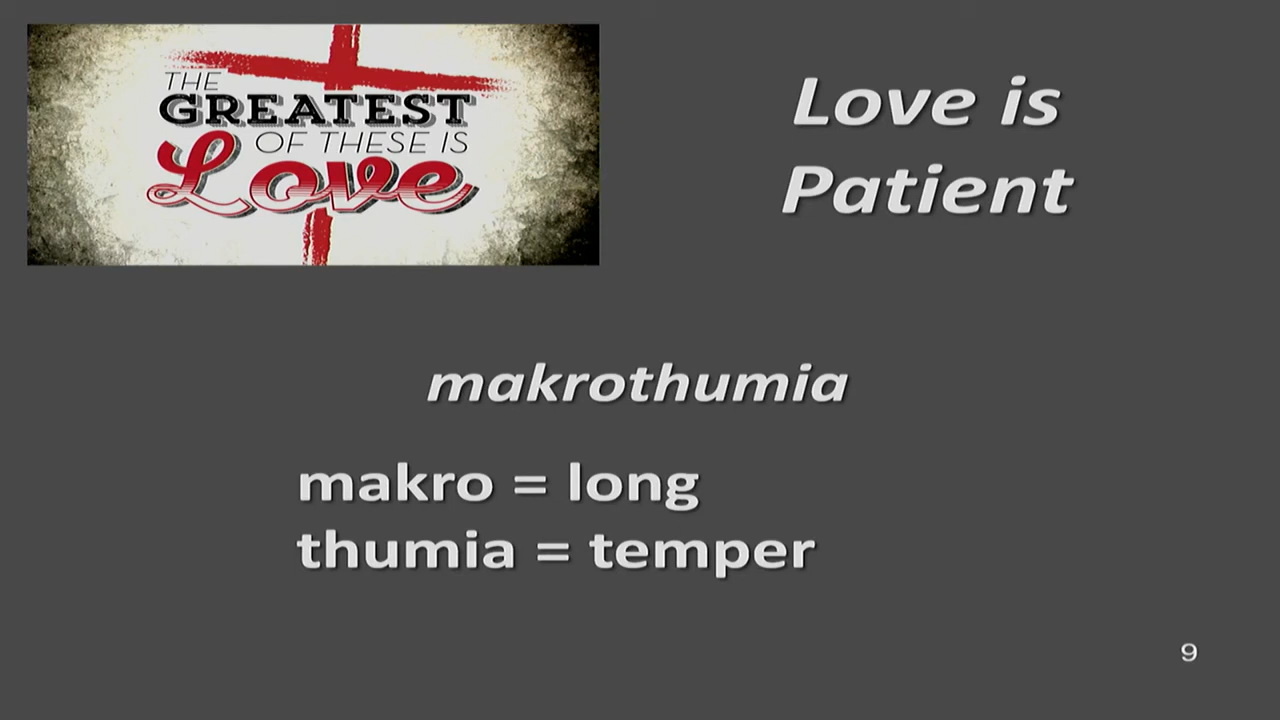 THE
GREATEST
OF THESE IS
Love
Love is
Patient
makrothumia
makro = long
thumia = temper
9